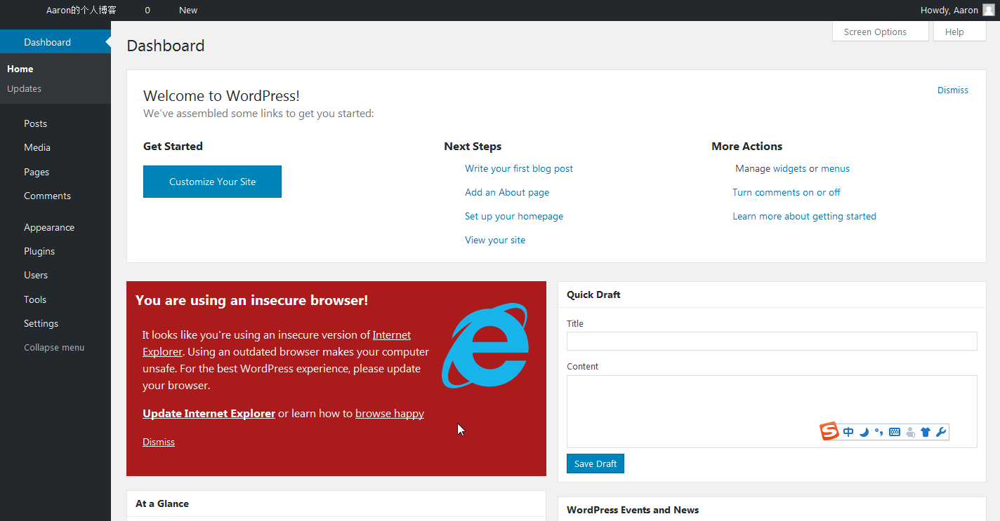 Aaron的个人博客 0 New Howdy, Aaron
Dashboard
Home
Updates
Posts
Media
Pages
Comments
Appearance
Plugins
Users
Tools
Settings
Collapse menu
Screen Options Help
Dashboard
Welcome to WordPress!
Dismiss
We’ve assembled some links to get you started:
Get Started
Customize Your Site
Next Steps
Write your first blog post
Add an About page
Set up your homepage
View your site
More Actions
Manage widgets or menus
Turn comments on or off
Learn more about getting started
You are using an insecure browser!
It looks like you're using an insecure version of Internet
Explorer. Using an outdated browser makes your computer
unsafe. For the best WordPress experience, please update
your browser.
Update Internet Explorer or learn how to browse happy
Dismiss
At a Glance
Quick Draft
Title
Content
中
Save Draft
WordPress Events and News